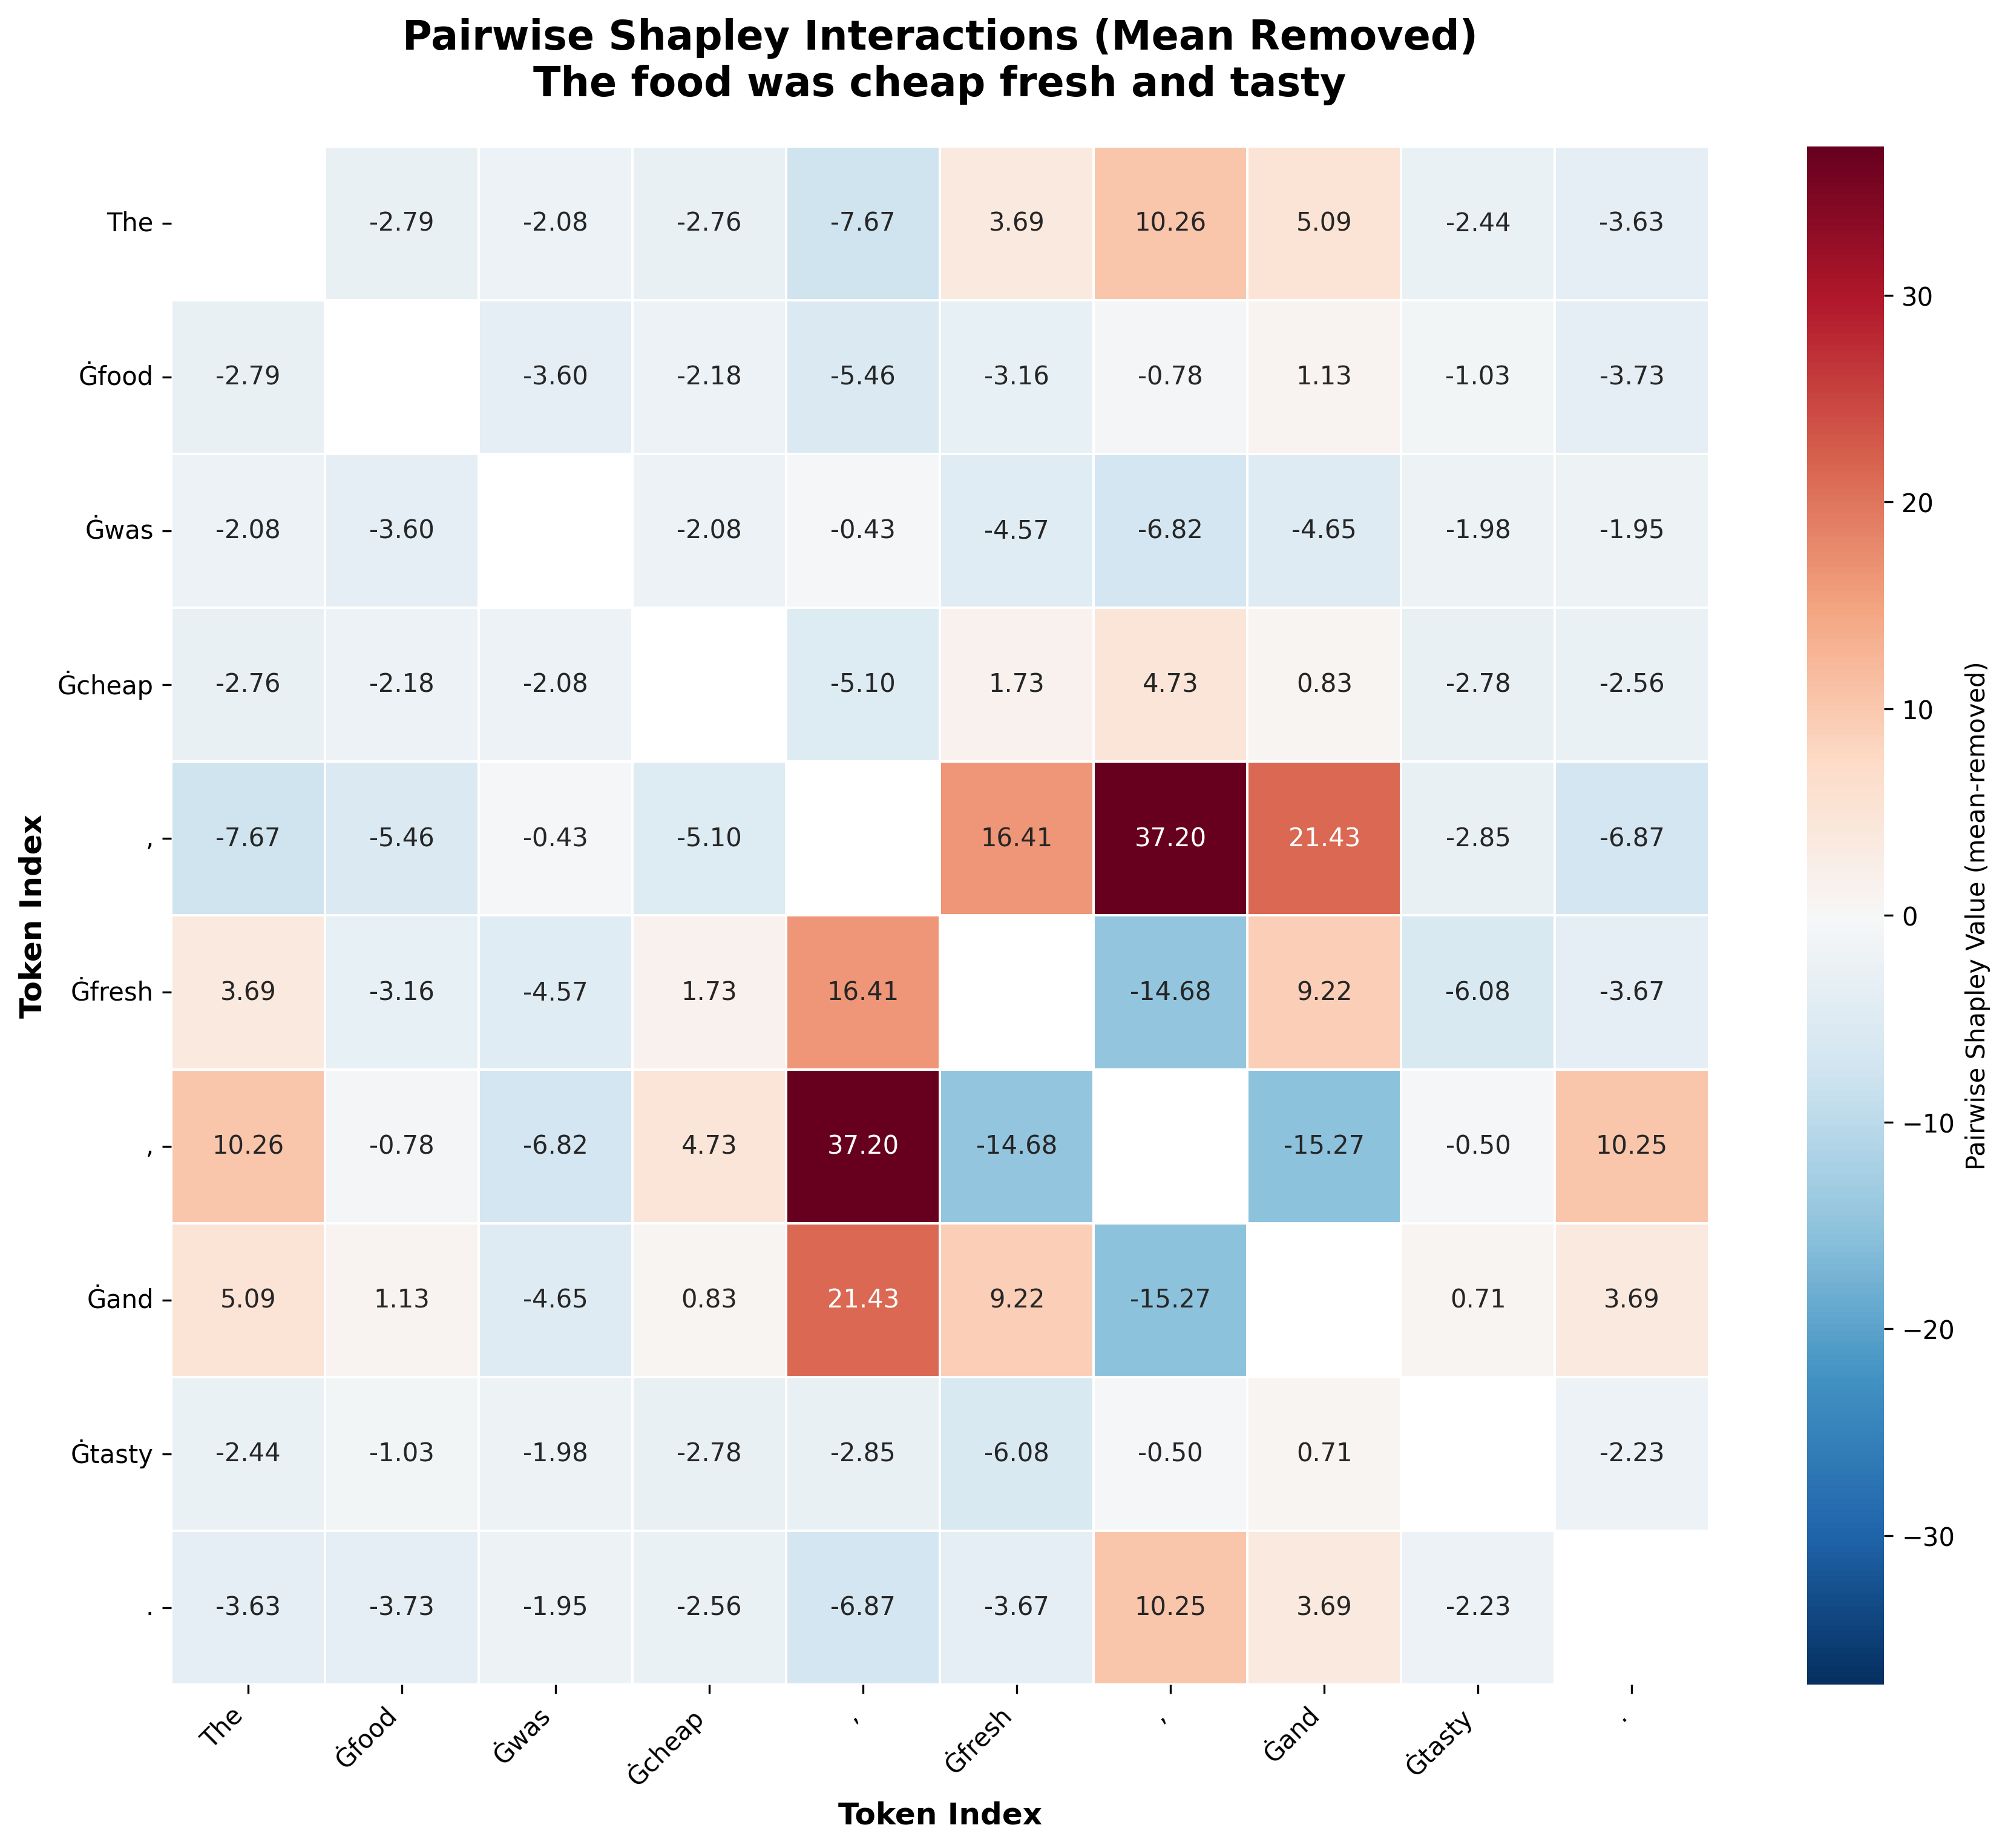 Pairwise Shapley Interactions (Mean Removed)
The food was cheap fresh and tasty
The -2.79 -2.08 -2.76 -7.67 3.69 10.26 5.09 -2.44 -3.63
Ġfood -2.79 -3.60 -2.18 -5.46 -3.16 -0.78 1.13 -1.03 -3.73
Ġwas -2.08 -3.60 -2.08 -0.43 -4.57 -6.82 -4.65 -1.98 -1.95
Ġcheap -2.76 -2.18 -2.08 -5.10 1.73 4.73 0.83 -2.78 -2.56
, -7.67 -5.46 -0.43 -5.10 16.41 37.20 21.43 -2.85 -6.87
Ġfresh 3.69 -3.16 -4.57 1.73 16.41 -14.68 9.22 -6.08 -3.67
, 10.26 -0.78 -6.82 4.73 37.20 -14.68 -15.27 -0.50 10.25
Ġand 5.09 1.13 -4.65 0.83 21.43 9.22 -15.27 0.71 3.69
Ġtasty -2.44 -1.03 -1.98 -2.78 -2.85 -6.08 -0.50 0.71 -2.23
. -3.63 -3.73 -1.95 -2.56 -6.87 -3.67 10.25 3.69 -2.23
The Ġfood Ġwas Ġcheap , Ġfresh , Ġand Ġtasty .
Token Index
Token Index
30
20
10
0
−10
−20
−30
Pairwise Shapley Value (mean-removed)